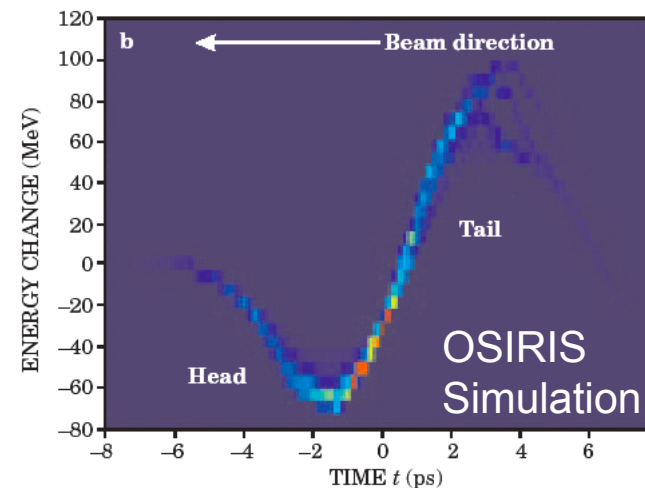 b
Beam direction
ENERGY CHANGE (MeV)
120
100
80
60
40
20
0
−20
−40
−60
−80
Tail
Head
OSIRIS
Simulation
−8 −6 −4 −2 0 2 4 6
TIME t (ps)